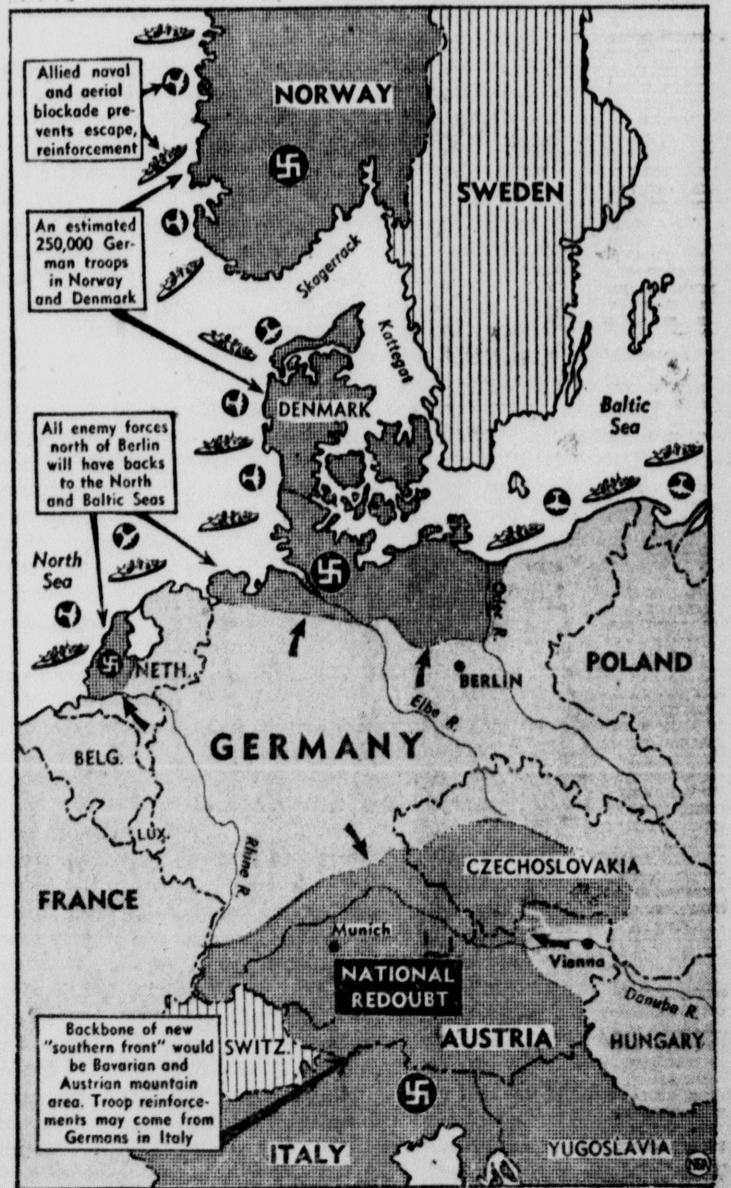 Allied naval
and aerial
blockade pre-
vents escape,
reinforcement
NORWAY
SWEDEN
An estimated
250,000 Ger-
man troops
in Norway
and Denmark
Skagerrack
Kattegat
DENMARK
Baltic
Sea
All enemy forces
north of Berlin
will have backs
to the North
and Baltic Seas
North
Sea
NETH.
Oder R.
BERLIN
POLAND
Elbe R.
GERMANY
BELG.
LUX.
Rhine R.
FRANCE
CZECHOSLOVAKIA
Munich
Vienna
NATIONAL
REDOUBT
Danube R.
AUSTRIA
HUNGARY
SWITZ.
Backbone of new
"southern front" would
be Bavarian and
Austrian mountain
area. Troop reinforce-
ments may come from
Germans in Italy
ITALY
YUGOSLAVIA
NEA